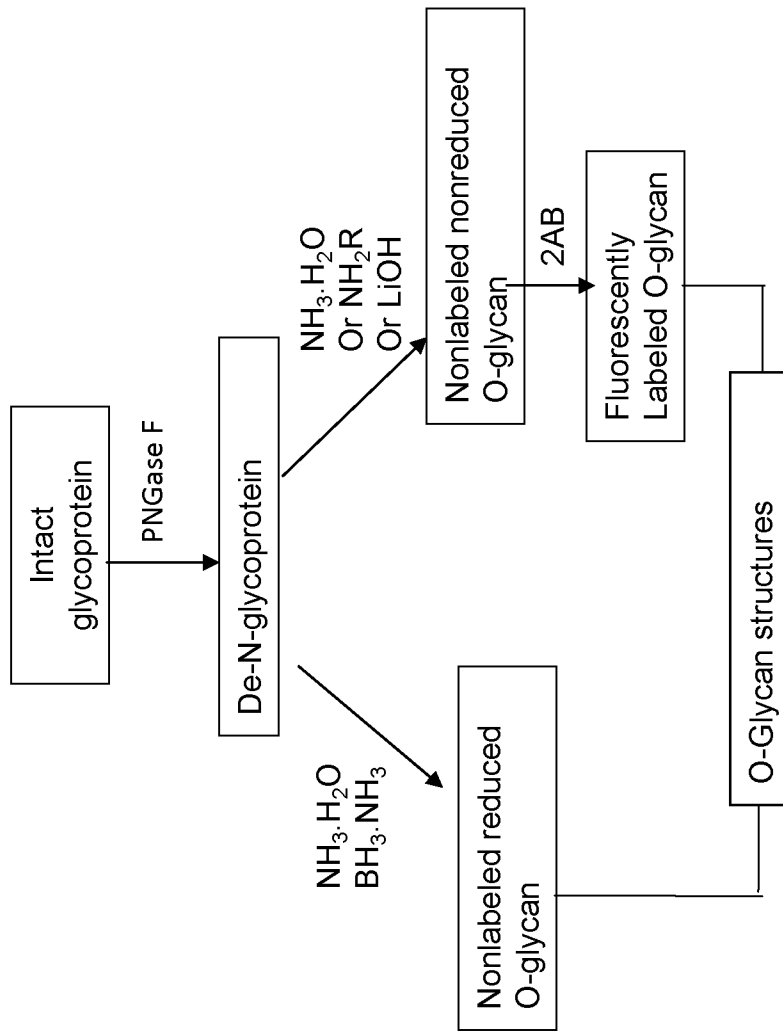 Intact
glycoprotein
PNGase F
De-N-glycoprotein
NH₃.H₂O
BH₃.NH₃
NH₃.H₂O
Or NH₂R
Or LiOH
Nonlabeled reduced
O-glycan
Nonlabeled nonreduced
O-glycan
2AB
Fluorescently
Labeled O-glycan
O-Glycan structures